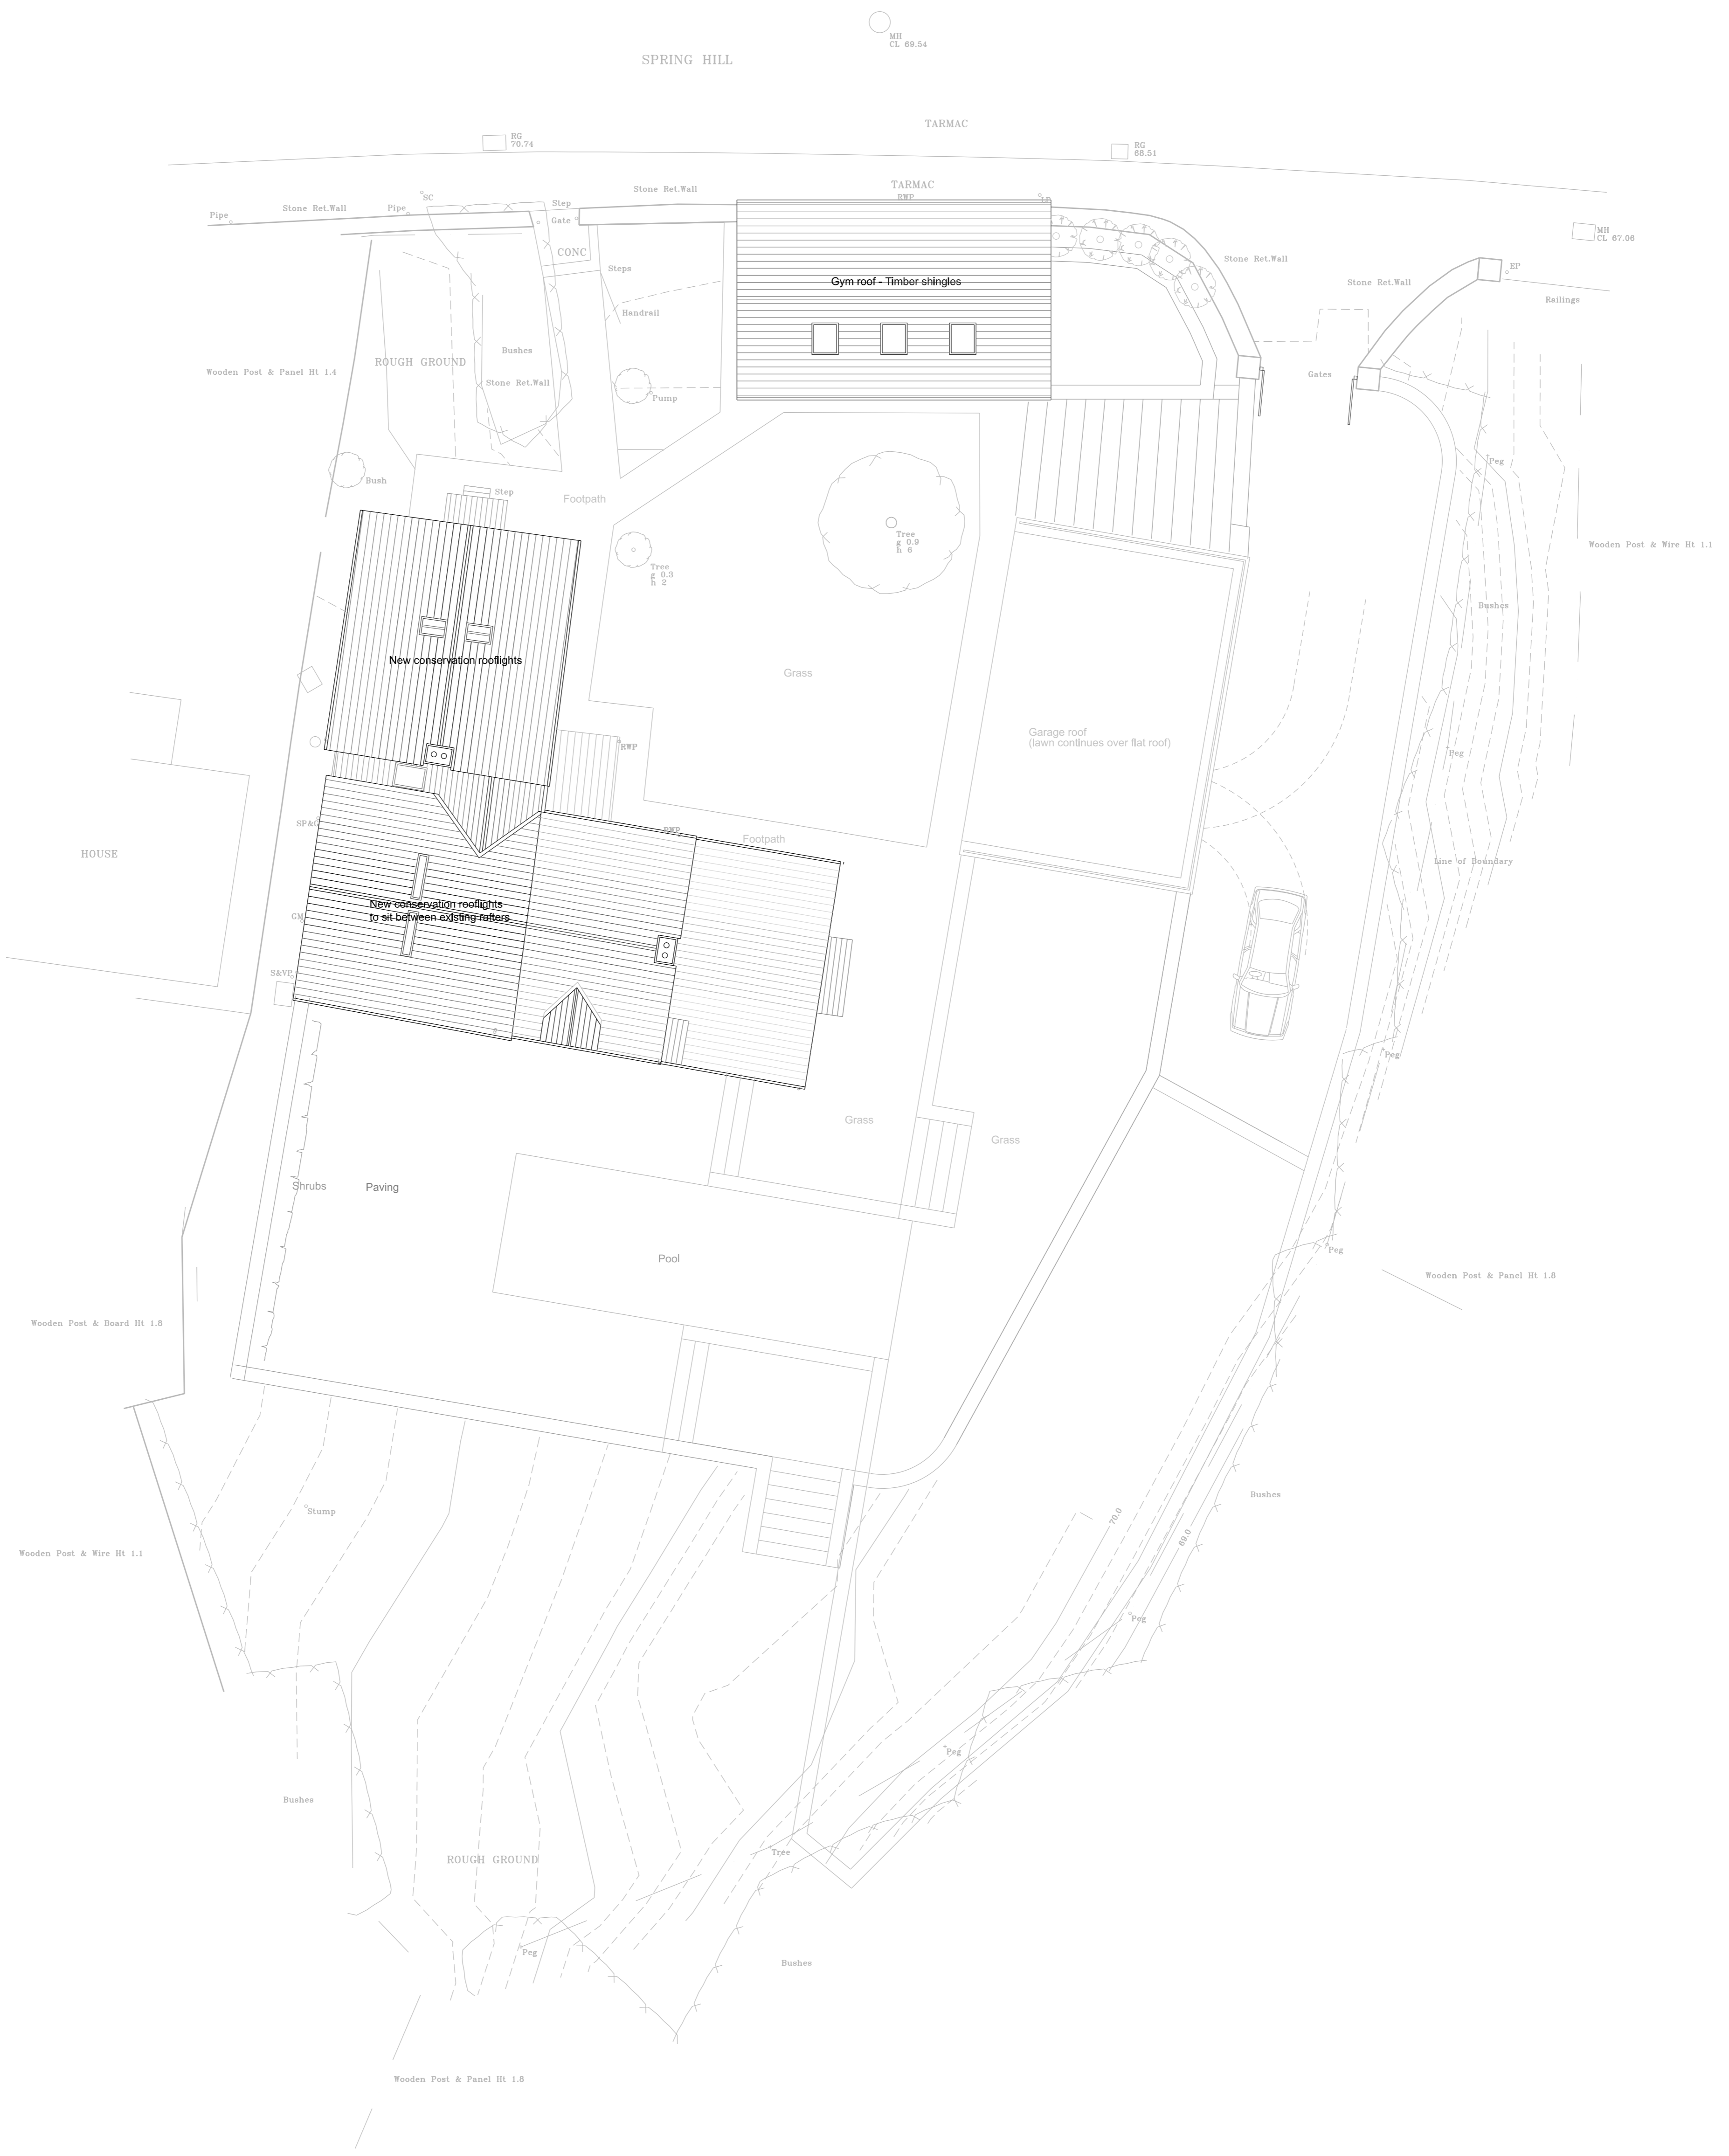 MH
CL 69.54
SPRING HILL
TARMAC
RG
70.74
RG
68.51
TARMAC
RWP
Stone Ret.Wall
SC
Step
Stone Ret.Wall
Pipe
Pipe
Gate
MH
CL 67.06
CONC
Stone Ret.Wall
Steps
EP
Gym roof - Timber shingles
Stone Ret.Wall
Railings
Handrail
Bushes
ROUGH GROUND
Wooden Post & Panel Ht 1.4
Gates
Stone Ret.Wall
Pump
Peg
Bush
Step
Footpath
Tree
g 0.9
h 6
Wooden Post & Wire Ht 1.1
Tree
g 0.3
h 2
Bushes
New conservation rooflights
Grass
Garage roof
(lawn continues over flat roof)
RWP
Peg
SP&G
RWP
Footpath
HOUSE
Line of Boundary
New conservation rooflights
to sit between existing rafters
GM
S&VP
Peg
Grass
Grass
Shrubs
Paving
Peg
Pool
Wooden Post & Panel Ht 1.8
Wooden Post & Board Ht 1.8
Bushes
Stump
70.0
69.0
Wooden Post & Wire Ht 1.1
Peg
Peg
Bushes
Tree
ROUGH GROUND
Peg
Bushes
Wooden Post & Panel Ht 1.8